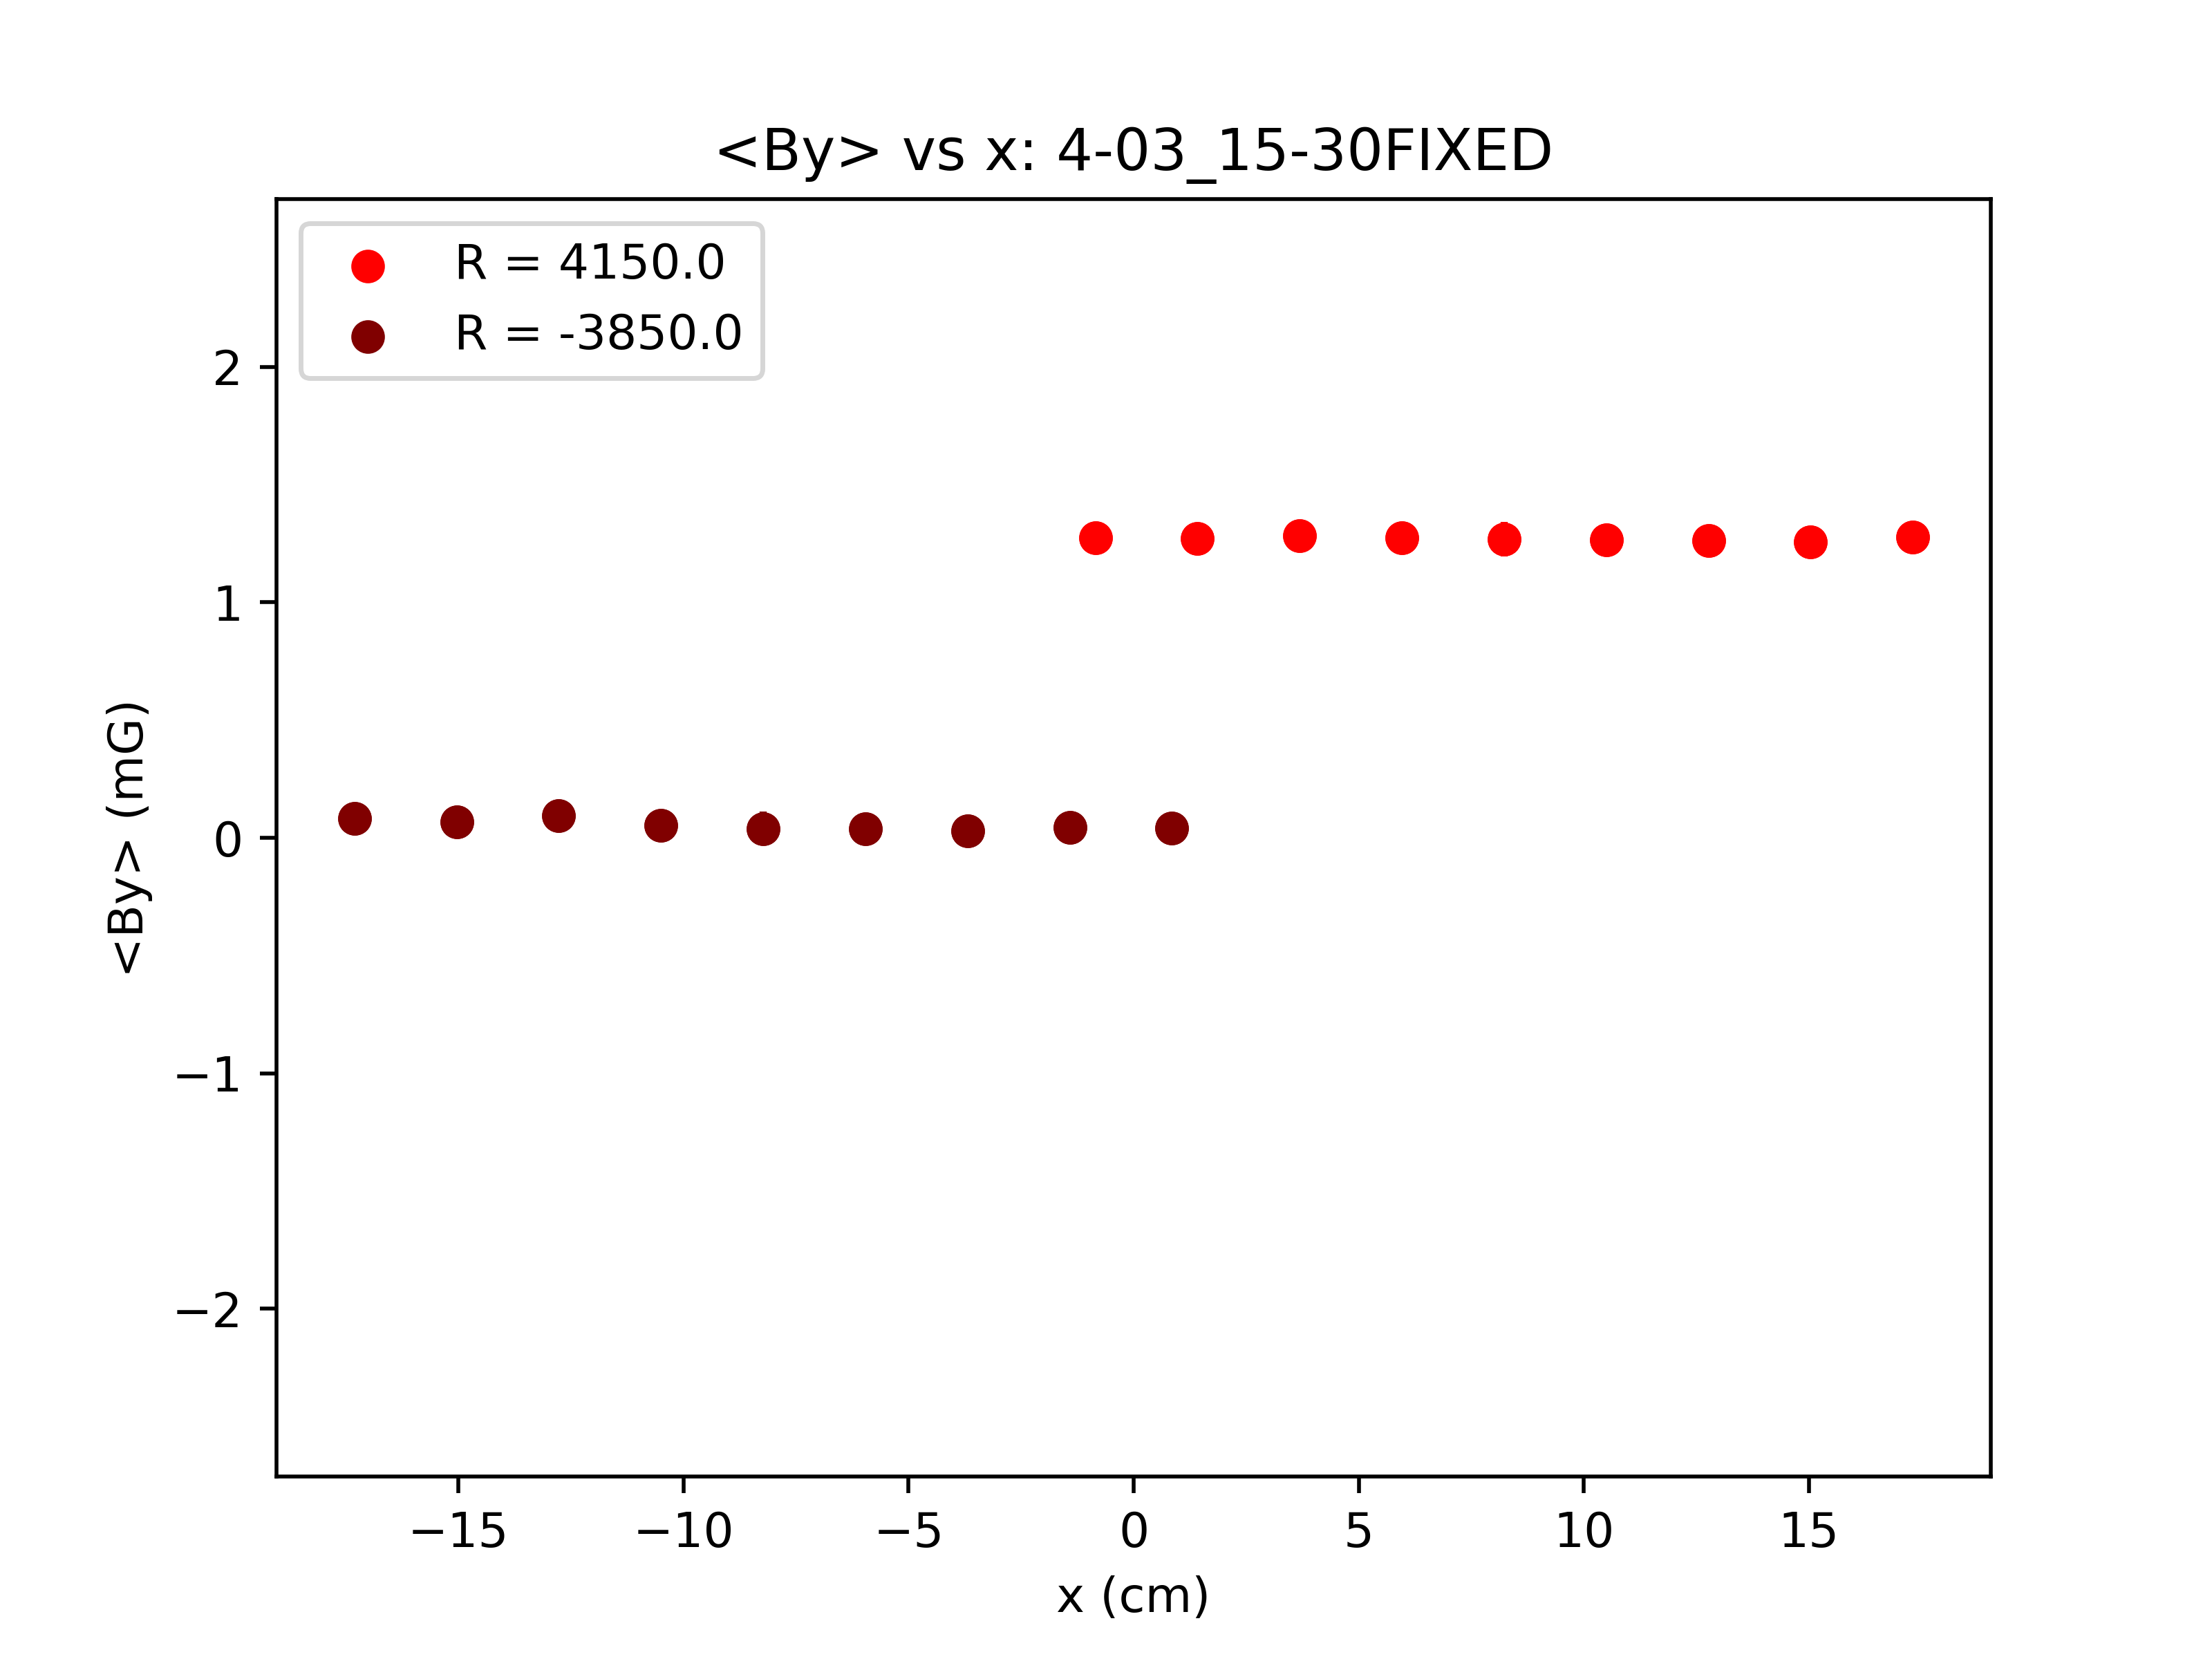 <By> vs x: 4-03_15-30FIXED
R = 4150.0
R = -3850.0
2
1
0
−1
−2
<By> (mG)
−15 −10 −5 0 5 10 15
x (cm)